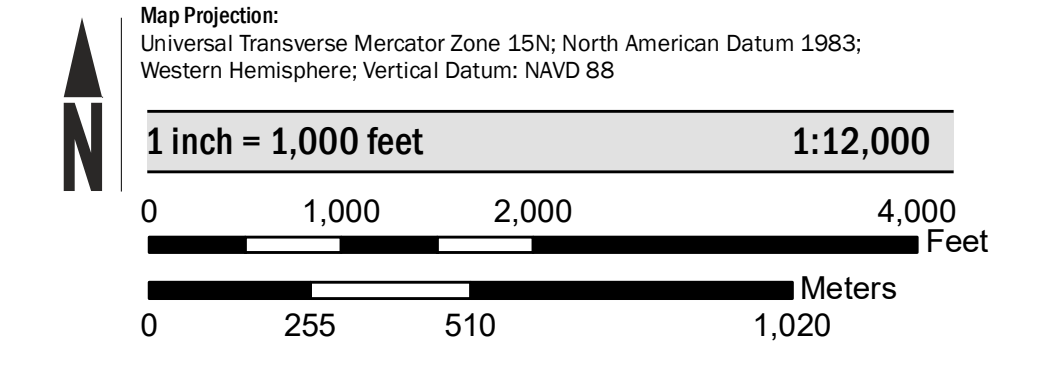 Map Projection:
Universal Transverse Mercator Zone 15N; North American Datum 1983;
Western Hemisphere; Vertical Datum: NAVD 88
N
1 inch = 1,000 feet 1:12,000
0 1,000 2,000 4,000
Feet
Meters
0 255 510 1,020